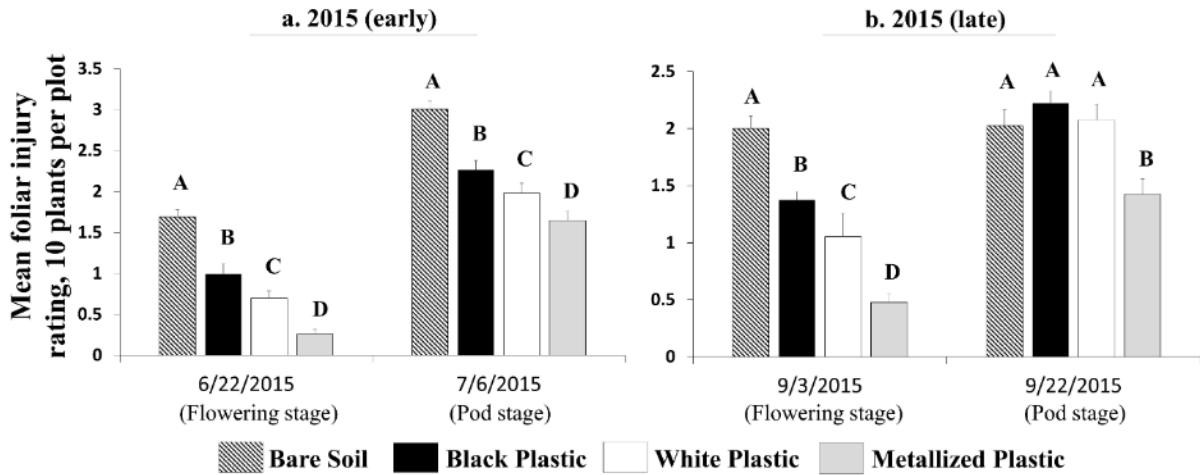 a. 2015 (early)
b. 2015 (late)
Mean foliar injury
rating, 10 plants per plot
3.5
3
2.5
2
1.5
1
0.5
0
A
B
C
D
A
B
C
D
6/22/2015
(Flowering stage)
7/6/2015
(Pod stage)
2.5
2
1.5
1
0.5
0
A
B
C
D
A
A
A
B
9/3/2015
(Flowering stage)
9/22/2015
(Pod stage)
Bare Soil Black Plastic White Plastic Metallized Plastic